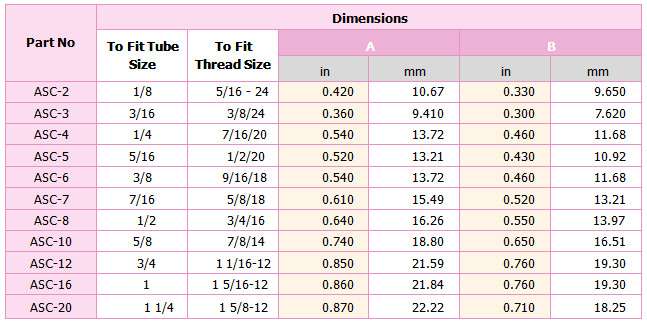 Part No Dimensions
To Fit Tube Size To Fit Thread Size A B
in mm in mm
ASC-2 1/8 5/16 - 24 0.420 10.67 0.330 9.650
ASC-3 3/16 3/8/24 0.360 9.410 0.300 7.620
ASC-4 1/4 7/16/20 0.540 13.72 0.460 11.68
ASC-5 5/16 1/2/20 0.520 13.21 0.430 10.92
ASC-6 3/8 9/16/18 0.540 13.72 0.460 11.68
ASC-7 7/16 5/8/18 0.610 15.49 0.520 13.21
ASC-8 1/2 3/4/16 0.640 16.26 0.550 13.97
ASC-10 5/8 7/8/14 0.740 18.80 0.650 16.51
ASC-12 3/4 1 1/16-12 0.850 21.59 0.760 19.30
ASC-16 1 1 5/16-12 0.860 21.84 0.760 19.30
ASC-20 1 1/4 1 5/8-12 0.870 22.22 0.710 18.25